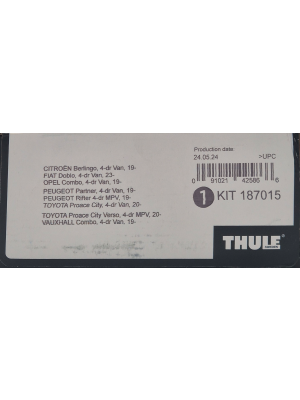 Production date
24.05.24 >UPC
CITROËN Berlingo, 4-dr Van, 19-
FIAT Doblo, 4-dr Van, 23-
OPEL Combo, 4-dr Van, 19-
PEUGEOT Partner, 4-dr Van, 19-
PEUGEOT Rifter 4-dr MPV, 19-
TOYOTA Proace City, 4-dr Van, 20-
TOYOTA Proace City Verso, 4-dr MPV, 20-
VAUXHALL Combo, 4-dr Van, 19-
0 91021 42586 8
1 KIT 187015
THULE